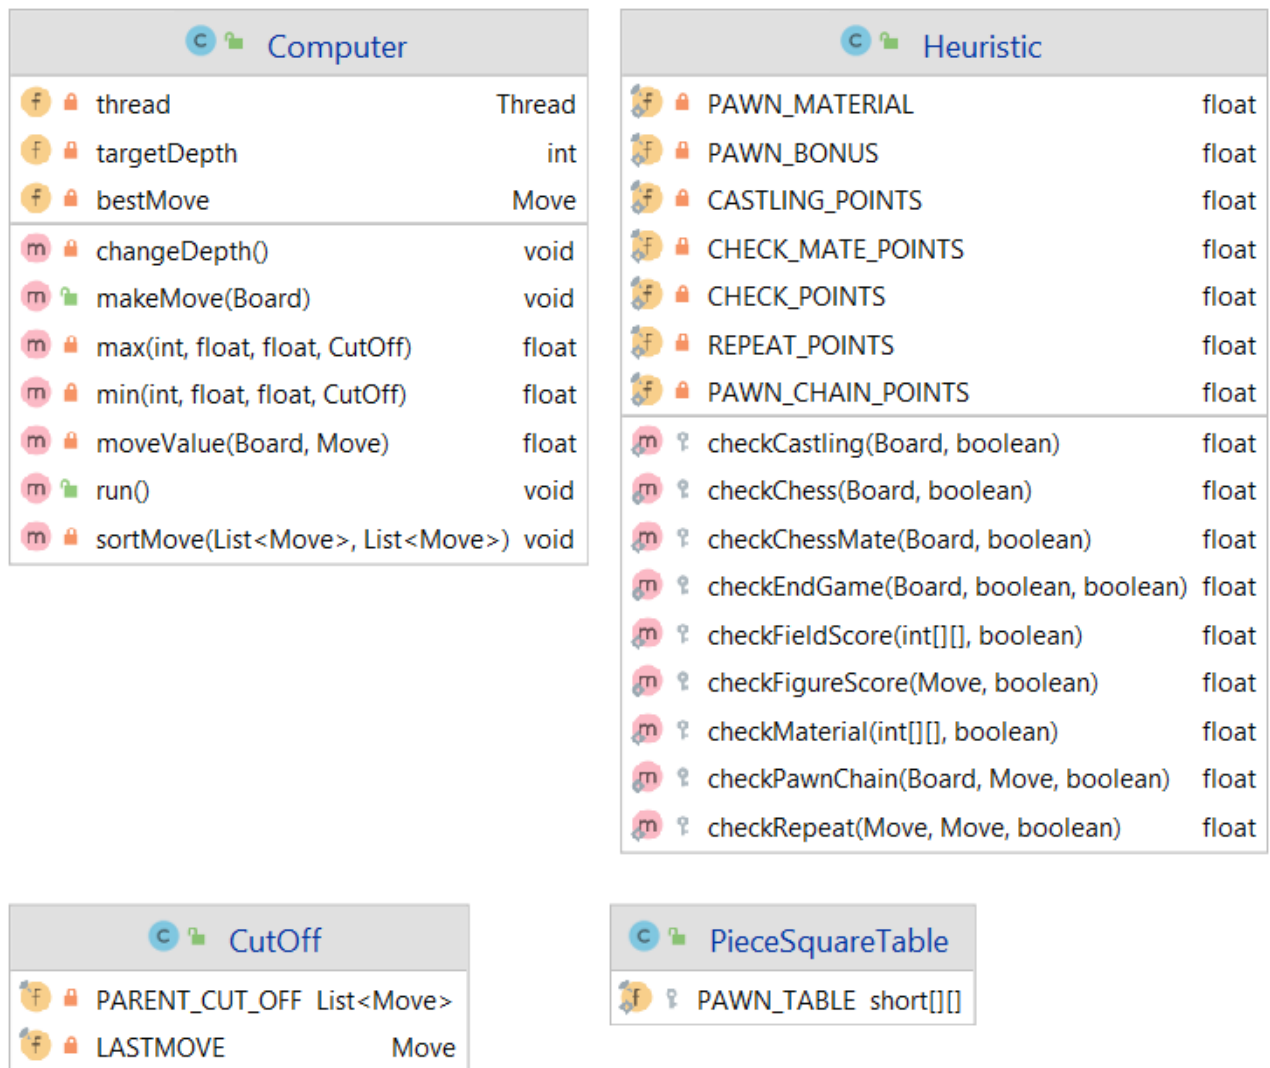 Computer
thread Thread
targetDepth int
bestMove Move
changeDepth() void
makeMove(Board) void
max(int, float, float, CutOff) float
min(int, float, float, CutOff) float
moveValue(Board, Move) float
run() void
sortMove(List<Move>, List<Move>) void
Heuristic
PAWN_MATERIAL float
PAWN_BONUS float
CASTLING_POINTS float
CHECK_MATE_POINTS float
CHECK_POINTS float
REPEAT_POINTS float
PAWN_CHAIN_POINTS float
checkCastling(Board, boolean) float
checkChess(Board, boolean) float
checkChessMate(Board, boolean) float
checkEndGame(Board, boolean, boolean) float
checkFieldScore(int[][], boolean) float
checkFigureScore(Move, boolean) float
checkMaterial(int[][], boolean) float
checkPawnChain(Board, Move, boolean) float
checkRepeat(Move, Move, boolean) float
CutOff
PARENT_CUT_OFF List<Move>
LASTMOVE Move
PieceSquareTable
PAWN_TABLE short[][]